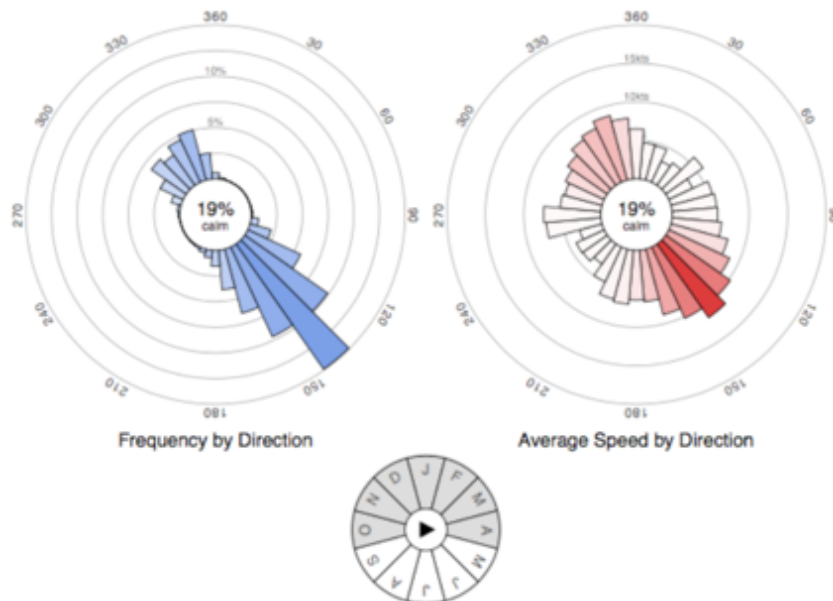 360
30
60
90
120
150
180
210
240
270
300
330
10%
5%
19%
calm
Frequency by Direction
360
30
60
90
120
150
180
210
240
270
300
330
15kts
10kts
19%
calm
Average Speed by Direction
J
F
M
A
M
J
J
A
S
O
N
D